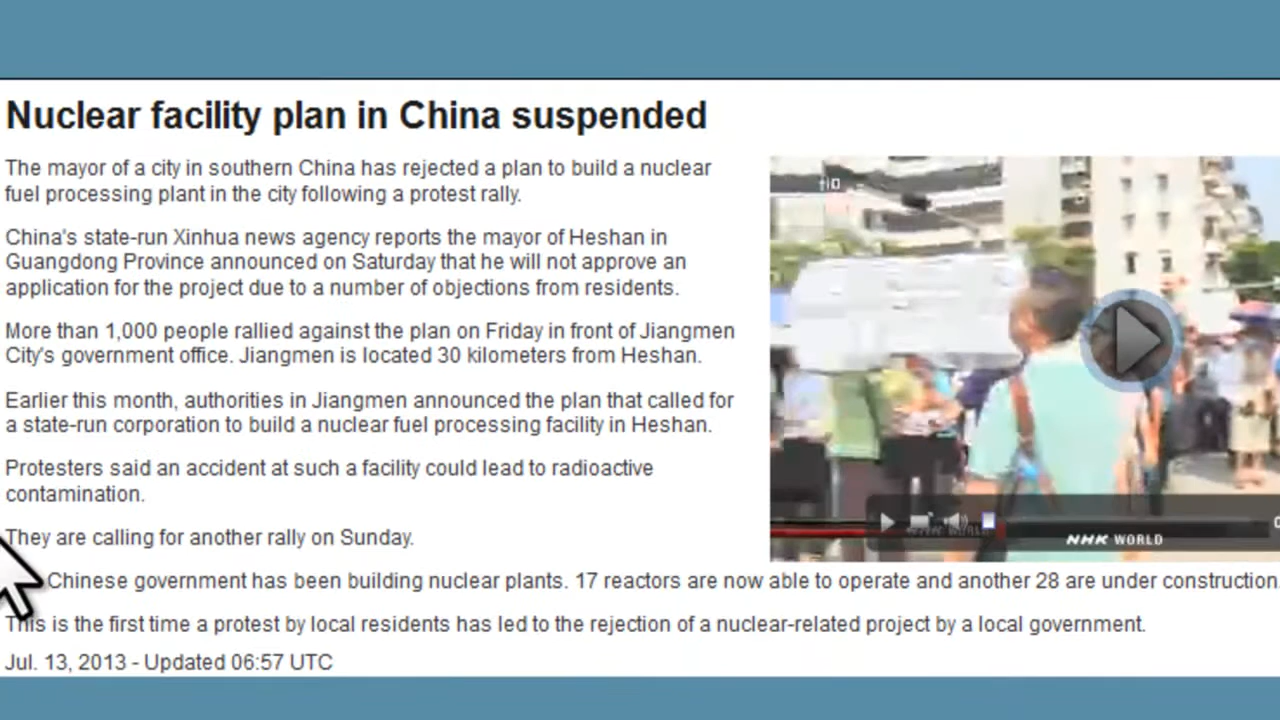 Nuclear facility plan in China suspended
The mayor of a city in southern China has rejected a plan to build a nuclear
fuel processing plant in the city following a protest rally.
China's state-run Xinhua news agency reports the mayor of Heshan in
Guangdong Province announced on Saturday that he will not approve an
application for the project due to a number of objections from residents.
More than 1,000 people rallied against the plan on Friday in front of Jiangmen
City's government office. Jiangmen is located 30 kilometers from Heshan.
Earlier this month, authorities in Jiangmen announced the plan that called for
a state-run corporation to build a nuclear fuel processing facility in Heshan.
Protesters said an accident at such a facility could lead to radioactive
contamination.
They are calling for another rally on Sunday.
Chinese government has been building nuclear plants. 17 reactors are now able to operate and another 28 are under construction.
This is the first time a protest by local residents has led to the rejection of a nuclear-related project by a local government.
Jul. 13, 2013 - Updated 06:57 UTC
NHK WORLD